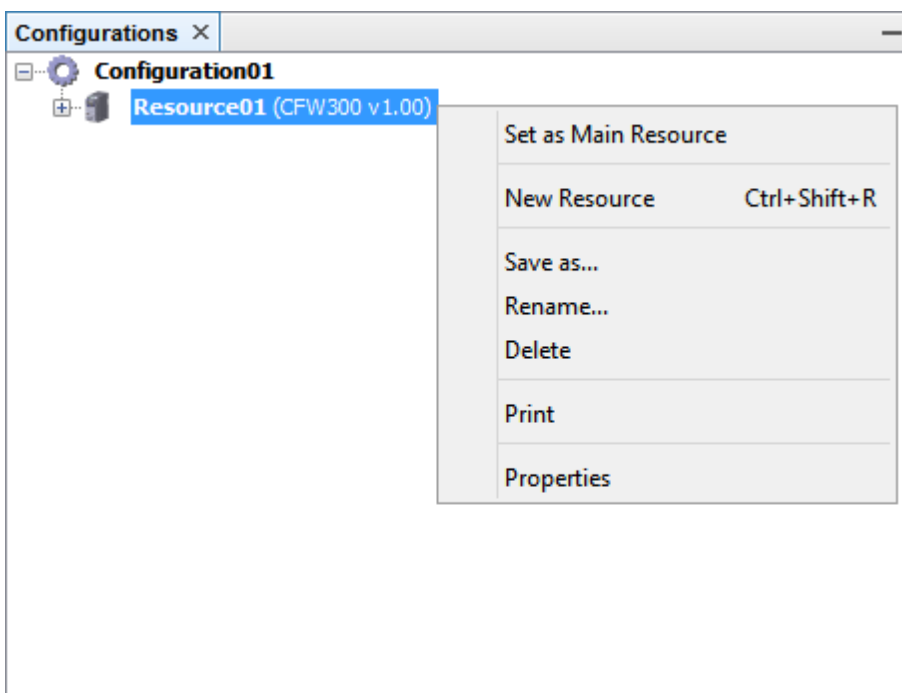 Configurations
Configuration01
Resource01 (CFW300 v1.00)
Set as Main Resource
New Resource Ctrl+Shift+R
Save as...
Rename...
Delete
Print
Properties